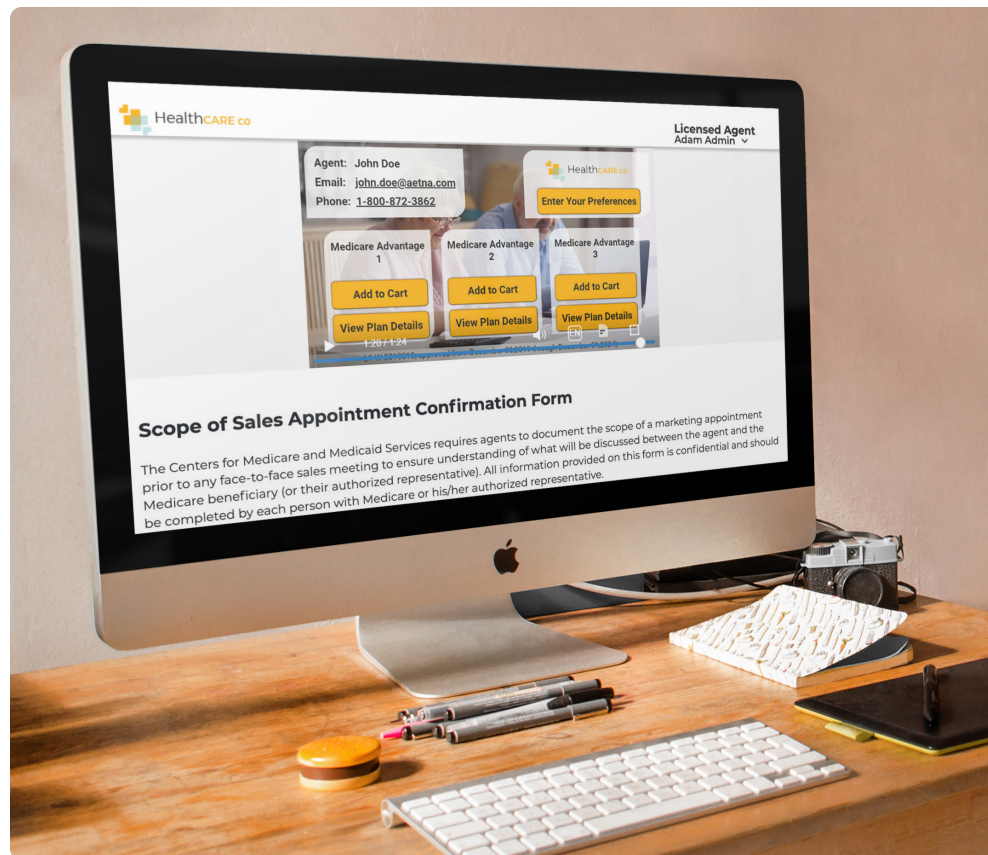 HealthCARE co
Licensed Agent
Adam Admin
Agent: John Doe
Email: john.doe@aetna.com
Phone: 1-800-872-3862
HealthCARE co
Enter Your Preferences
Medicare Advantage
1
Add to Cart
View Plan Details
Medicare Advantage
2
Add to Cart
View Plan Details
Medicare Advantage
3
Add to Cart
View Plan Details
1:20 / 1:24
EN
approved from December
through December
Scope of Sales Appointment Confirmation Form
The Centers for Medicare and Medicaid Services requires agents to document the scope of a marketing appointment
prior to any face-to-face sales meeting to ensure understanding of what will be discussed between the agent and the
Medicare beneficiary (or their authorized representative). All information provided on this form is confidential and should
be completed by each person with Medicare or his/her authorized representative.